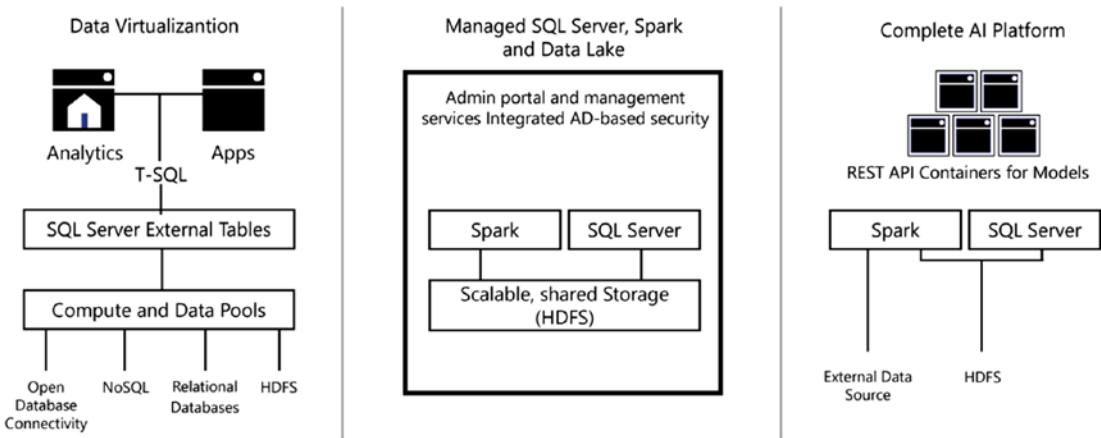 Data Virtualizantion
Analytics
Apps
T-SQL
SQL Server External Tables
Compute and Data Pools
Open
Database
Connectivity
NoSQL
Relational
Databases
HDFS
Managed SQL Server, Spark
and Data Lake
Admin portal and management
services Integrated AD-based security
Spark
SQL Server
Scalable, shared Storage
(HDFS)
Complete AI Platform
REST API Containers for Models
Spark
SQL Server
External Data
Source
HDFS